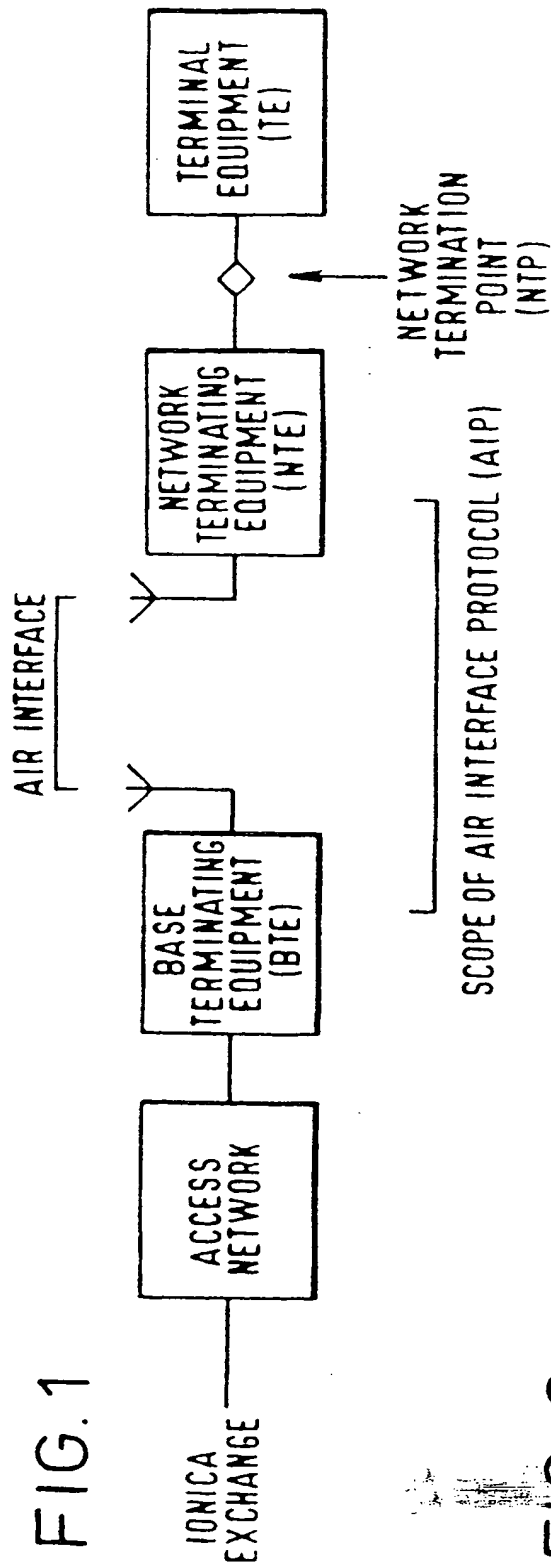 FIG.1
IONICA
EXCHANGE
ACCESS
NETWORK
BASE
TERMINATING
EQUIPMENT
(BTE)
AIR INTERFACE
NETWORK
TERMINATING
EQUIPMENT
(NTE)
TERMINAL
EQUIPMENT
(TE)
NETWORK
TERMINATION
POINT
(NTP)
SCOPE OF AIR INTERFACE PROTOCOL (AIP)